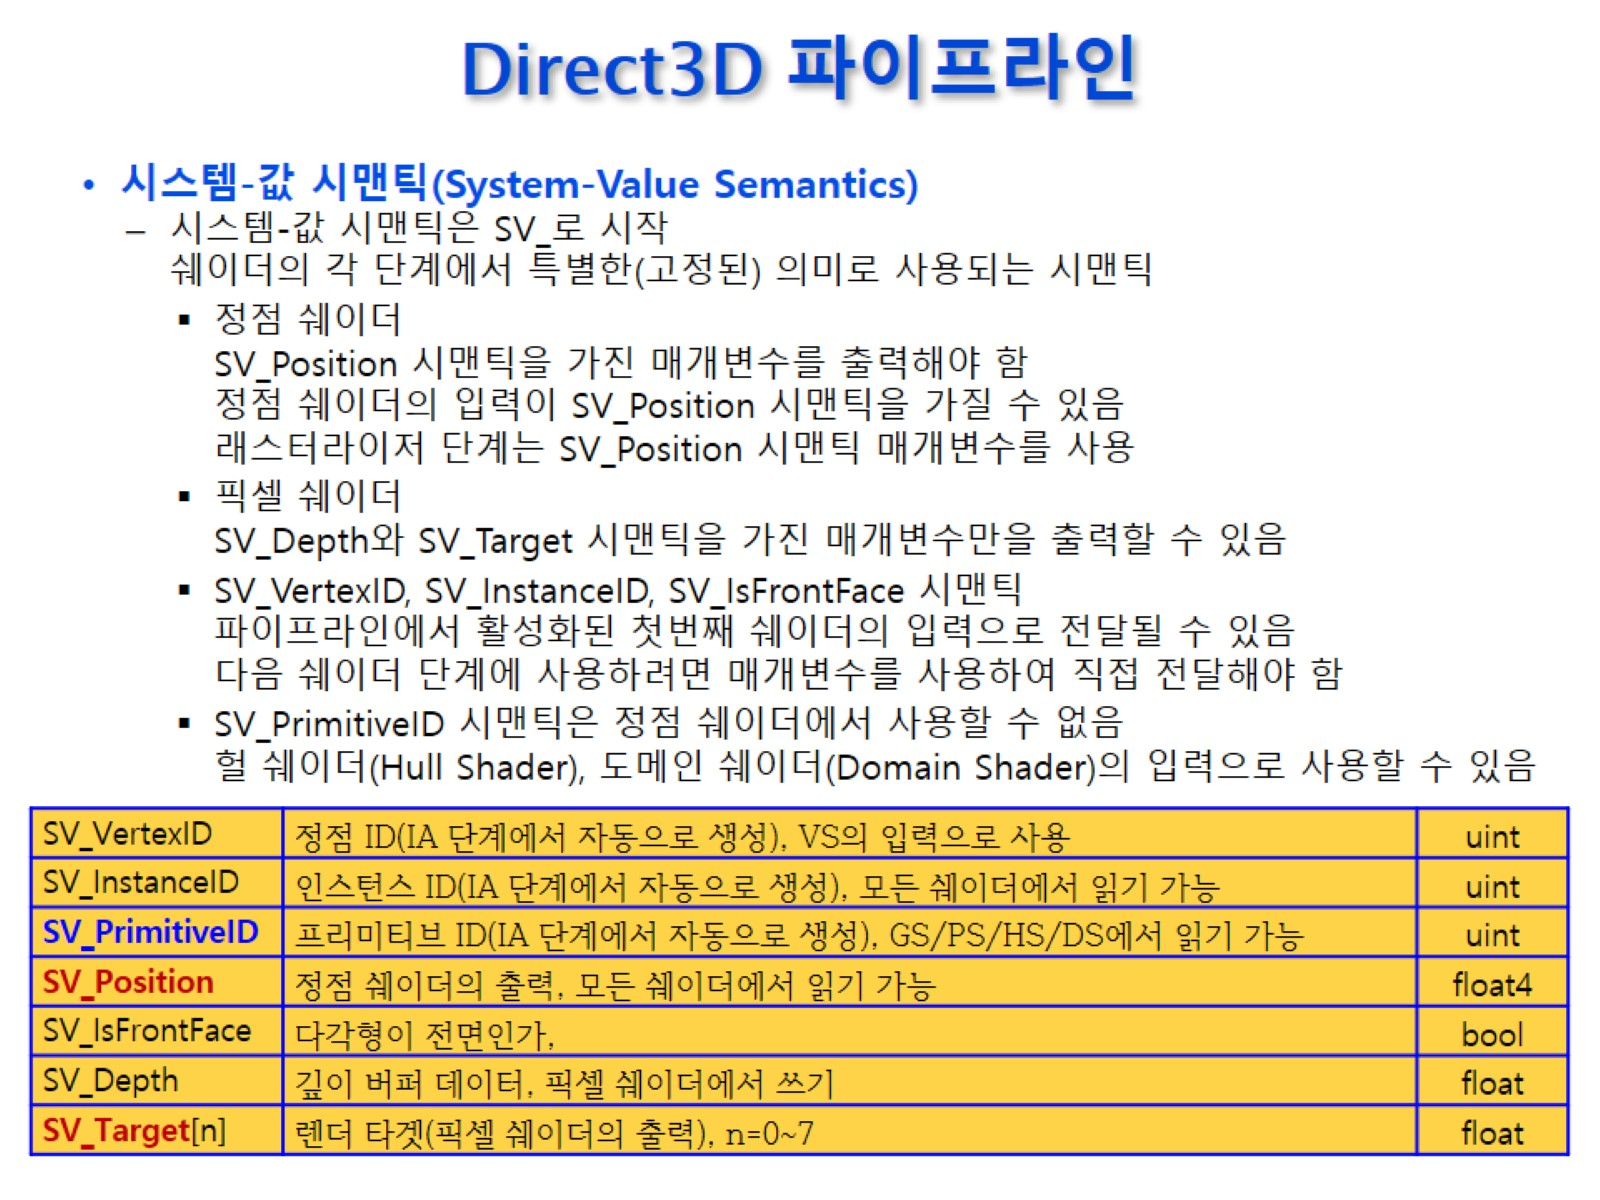 Direct3D 파이프라인
• 시스템-값 시맨틱(System-Value Semantics)
– 시스템-값 시맨틱은 SV_로 시작
쉐이더의 각 단계에서 특별한(고정된) 의미로 사용되는 시맨틱
▪ 정점 쉐이더
SV_Position 시맨틱을 가진 매개변수를 출력해야 함
정점 쉐이더의 입력이 SV_Position 시맨틱을 가질 수 있음
래스터라이저 단계는 SV_Position 시맨틱 매개변수를 사용
▪ 픽셀 쉐이더
SV_Depth와 SV_Target 시맨틱을 가진 매개변수만을 출력할 수 있음
▪ SV_VertexID, SV_InstanceID, SV_IsFrontFace 시맨틱
파이프라인에서 활성화된 첫번째 쉐이더의 입력으로 전달될 수 있음
다음 쉐이더 단계에 사용하려면 매개변수를 사용하여 직접 전달해야 함
▪ SV_PrimitiveID 시맨틱은 정점 쉐이더에서 사용할 수 없음
헐 쉐이더(Hull Shader), 도메인 쉐이더(Domain Shader)의 입력으로 사용할 수 있음
SV_VertexID 정점 ID(IA 단계에서 자동으로 생성), VS의 입력으로 사용 uint
SV_InstanceID 인스턴스 ID(IA 단계에서 자동으로 생성), 모든 쉐이더에서 읽기 가능 uint
SV_PrimitiveID 프리미티브 ID(IA 단계에서 자동으로 생성), GS/PS/HS/DS에서 읽기 가능 uint
SV_Position 정점 쉐이더의 출력, 모든 쉐이더에서 읽기 가능 float4
SV_IsFrontFace 다각형이 전면인가, bool
SV_Depth 깊이 버퍼 데이터, 픽셀 쉐이더에서 쓰기 float
SV_Target[n] 렌더 타겟(픽셀 쉐이더의 출력), n=0~7 float